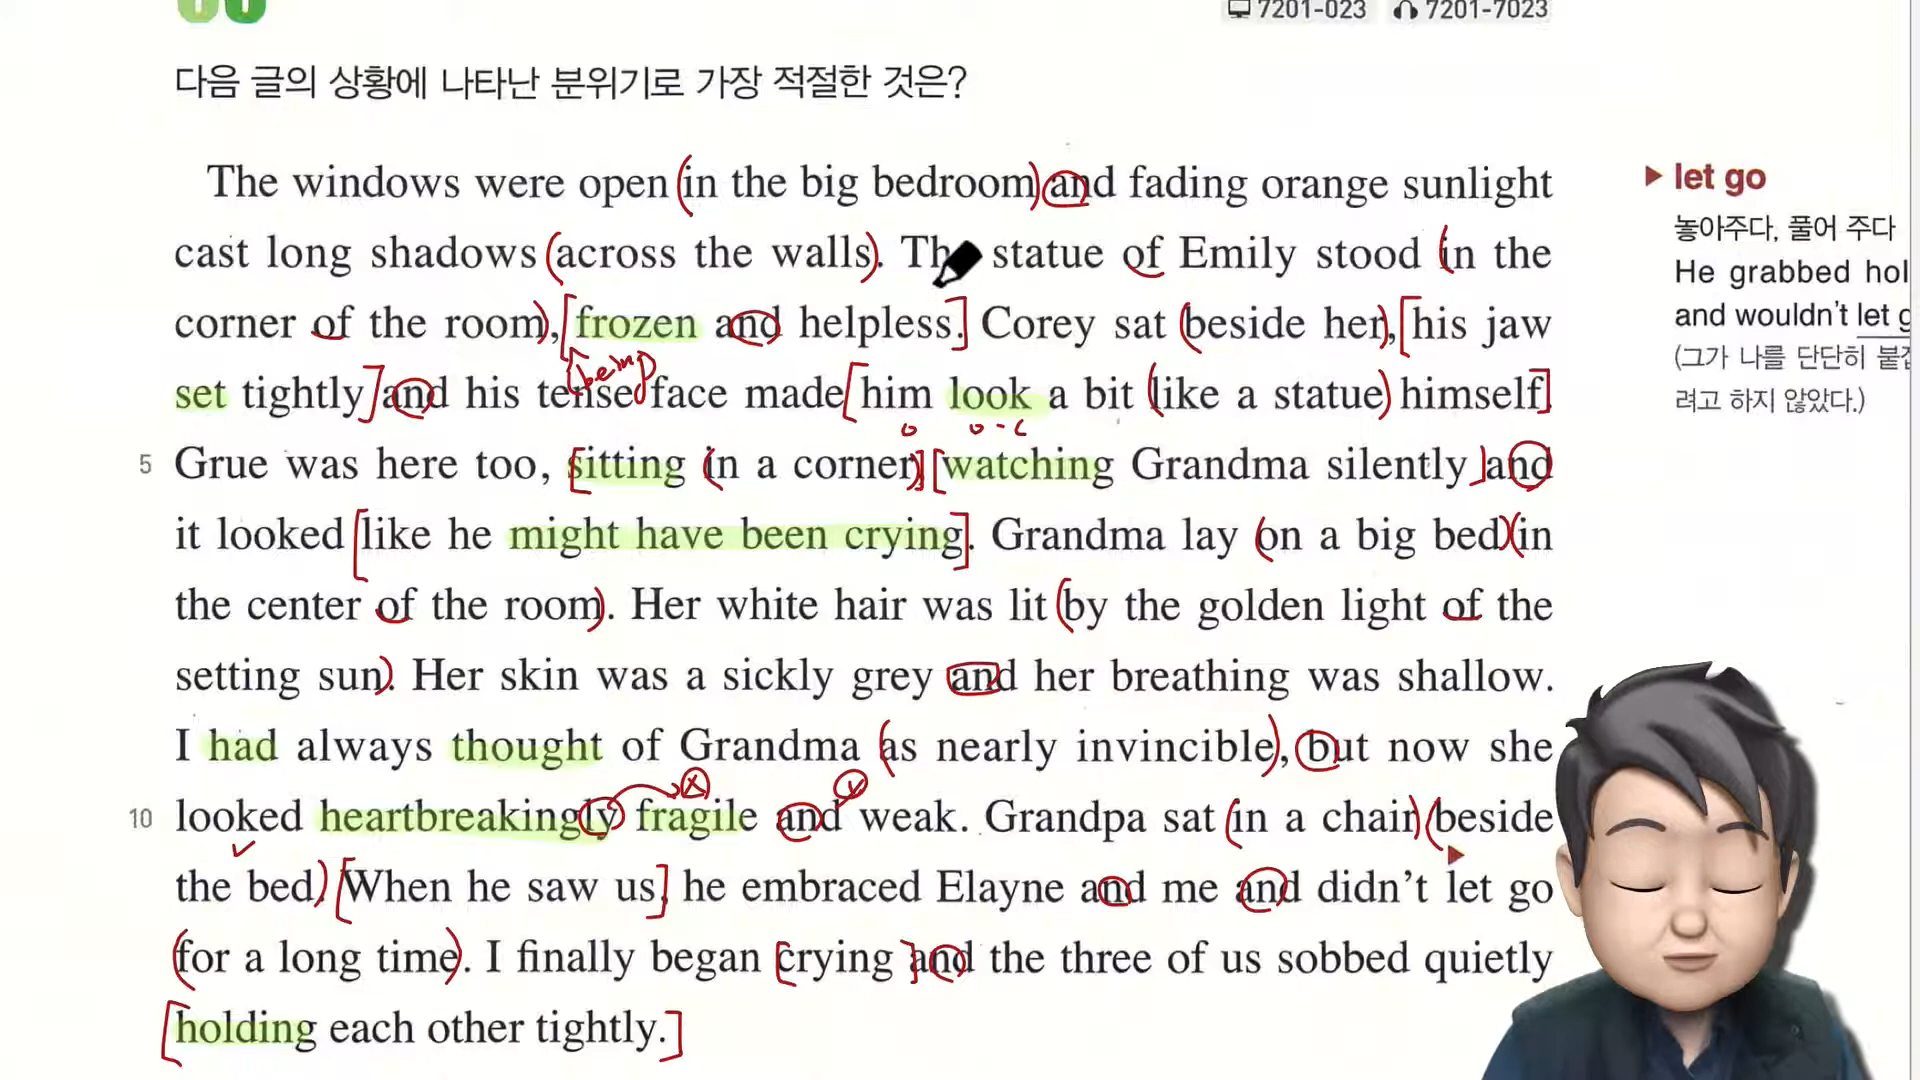 7201-023 7201-7023
다음 글의 상황에 나타난 분위기로 가장 적절한 것은?
The windows were open in the big bedroom and fading orange sunlight
cast long shadows across the walls. The statue of Emily stood in the
corner of the room, frozen and helpless. Corey sat beside her, his jaw
being
set tightly and his tense face made him look a bit like a statue himself.
o o-c
5 Grue was here too, sitting in a corner, watching Grandma silently and
it looked like he might have been crying. Grandma lay on a big bed in
the center of the room. Her white hair was lit by the golden light of the
setting sun. Her skin was a sickly grey and her breathing was shallow.
I had always thought of Grandma as nearly invincible, but now she
10 looked heartbreakingly fragile and weak. Grandpa sat in a chair beside
the bed. When he saw us, he embraced Elayne and me and didn't let go
for a long time. I finally began crying and the three of us sobbed quietly
holding each other tightly.
let go
놓아주다, 풀어 주다
He grabbed hol
and wouldn't let g
(그가 나를 단단히 붙잡
려고 하지 않았다.)